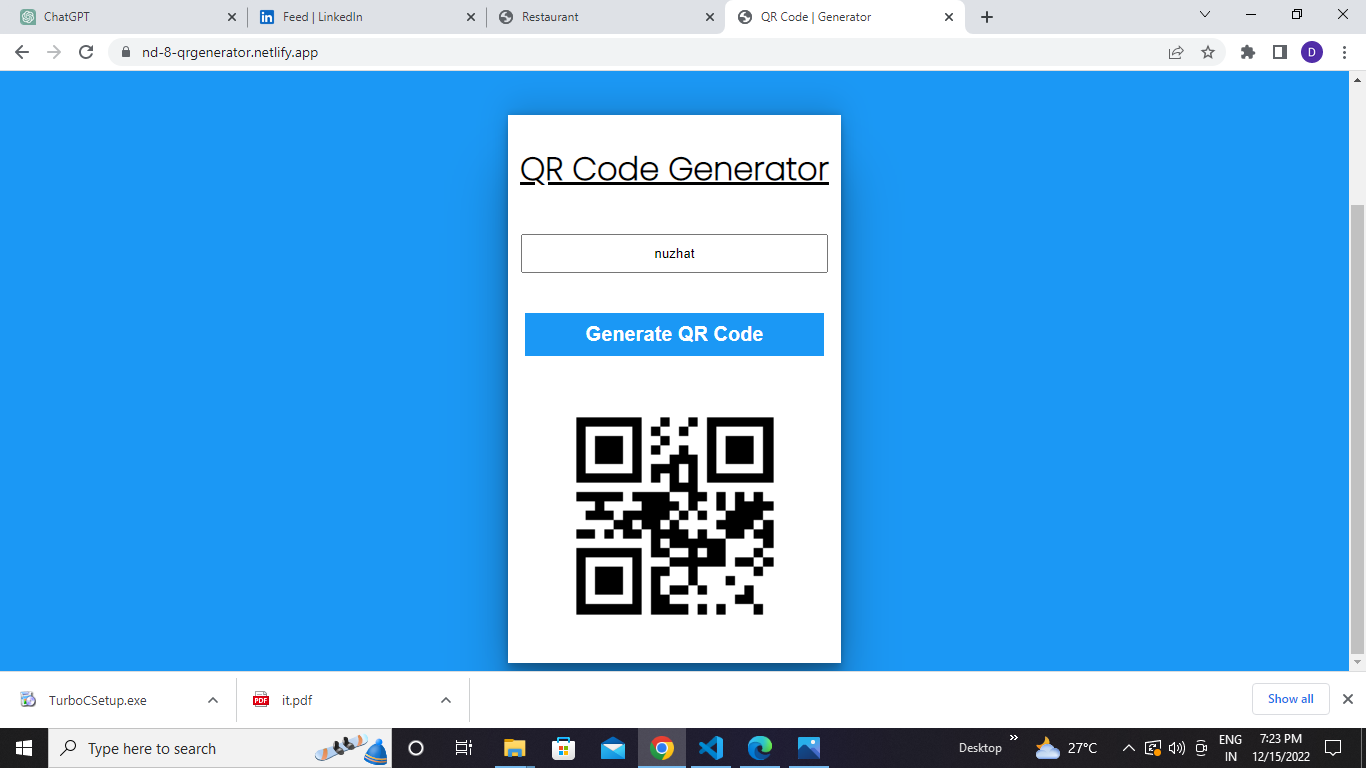 ChatGPT
Feed | LinkedIn
Restaurant
QR Code | Generator
nd-8-qrgenerator.netlify.app
D
QR Code Generator
nuzhat
Generate QR Code
TurboCSetup.exe
PDF
it.pdf
Show all
Type here to search
Desktop
27°C
ENG
IN
7:23 PM
12/15/2022